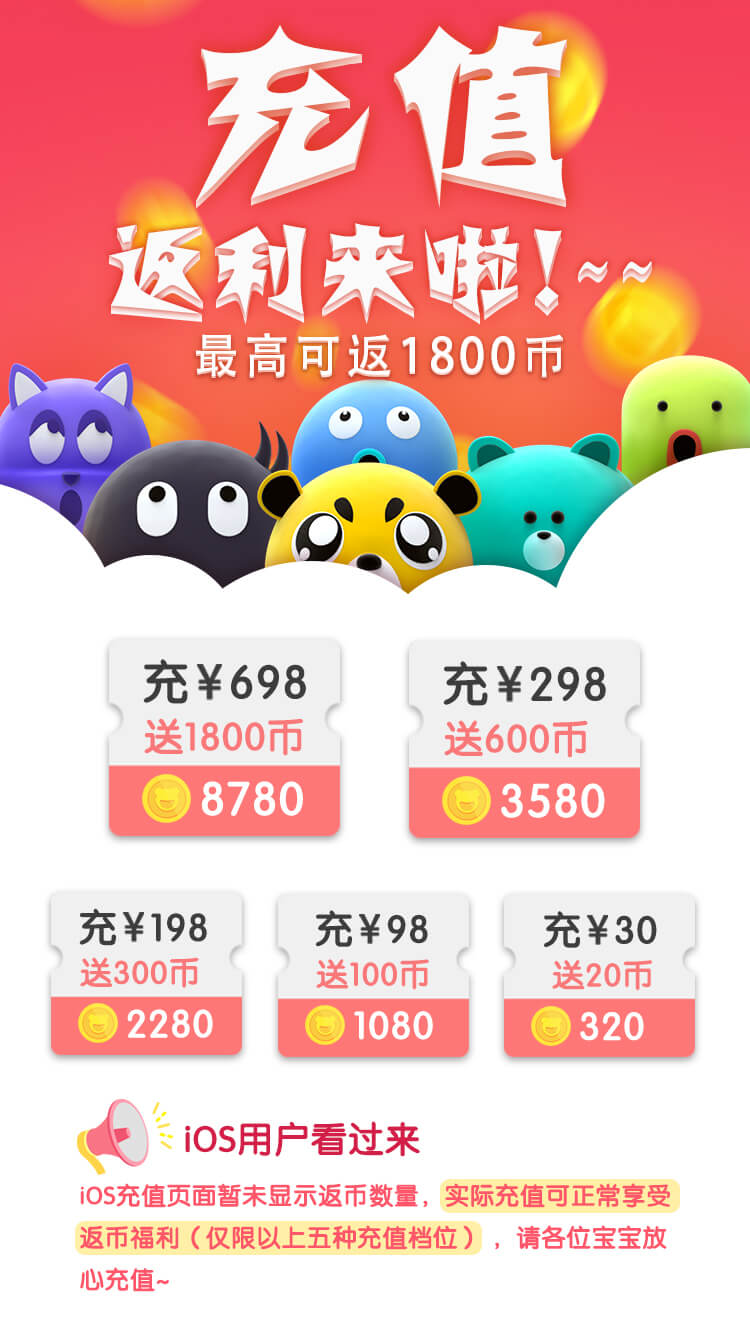 充值
返利来啦！~~
最高可返1800币
充¥698
送1800币
8780
充¥298
送600币
3580
充¥198
送300币
2280
充¥98
送100币
1080
充¥30
送20币
320
iOS用户看过来
iOS充值页面暂未显示返币数量，实际充值可正常享受
返币福利（仅限以上五种充值档位），请各位宝宝放
心充值~